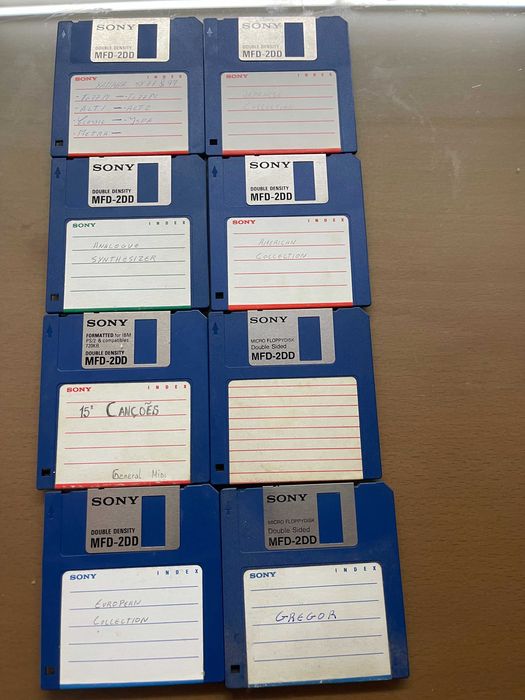 SONY
DOUBLE DENSITY
MFD-2DD
SONY INDEX
SONY
DOUBLE DENSITY
MFD-2DD
SONY INDEX
JAPANESE
COLLECTION
SONY
DOUBLE DENSITY
MFD-2DD
SONY INDEX
ANALOGUE
SYNTHESIZER
SONY
DOUBLE DENSITY
MFD-2DD
SONY INDEX
AMERICAN
COLLECTION
SONY
FORMATTED for IBM
PS/2 & compatibles
720KB
DOUBLE DENSITY
MFD-2DD
SONY INDEX
15' CANÇÕES
General Midi
SONY
MICRO FLOPPYDISK
Double Sided
MFD-2DD
SONY
DOUBLE DENSITY
MFD-2DD
SONY INDEX
EUROPEAN
COLLECTION
SONY
MICRO FLOPPYDISK
Double Sided
MFD-2DD
SONY INDEX
GREGOR